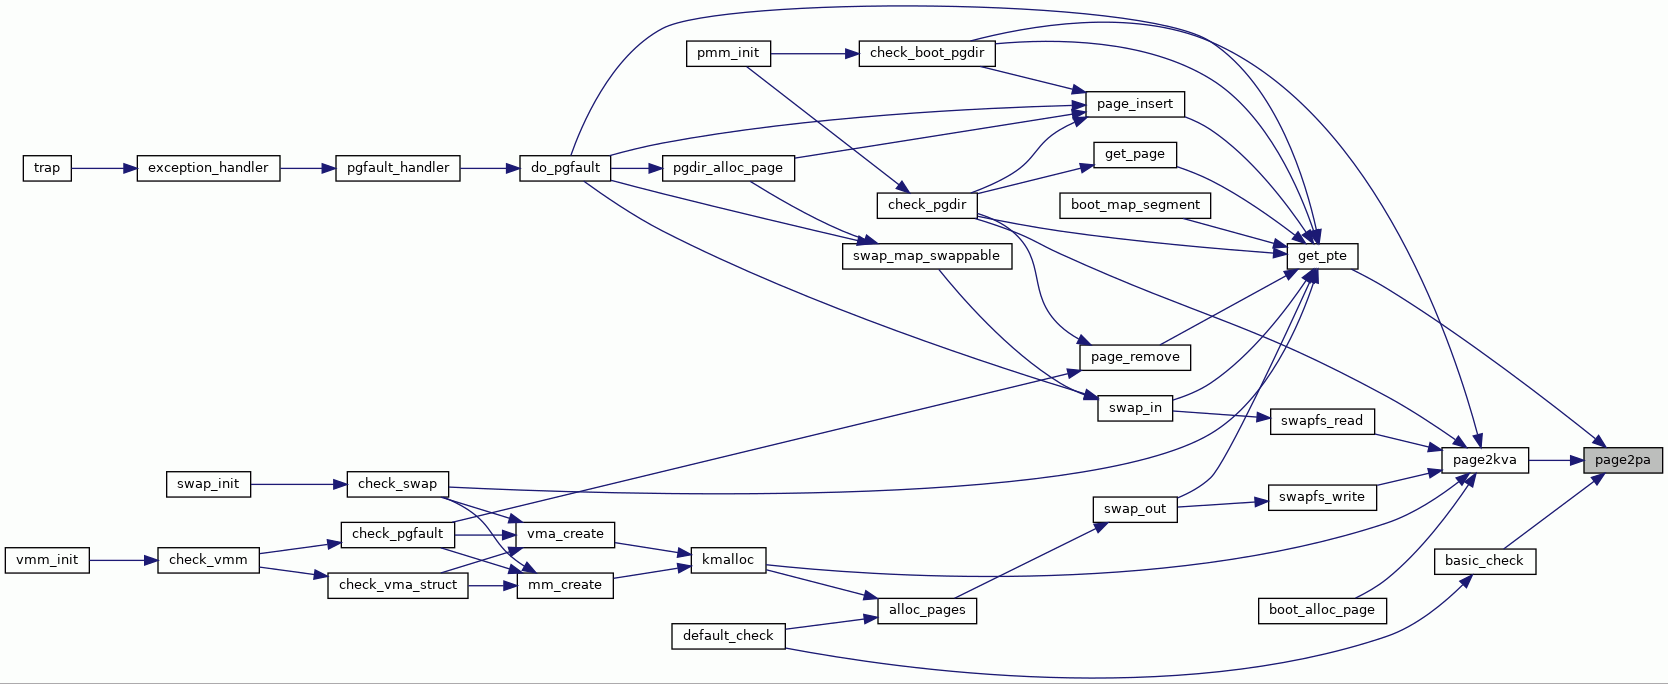 pmm_init
check_boot_pgdir
page_insert
get_page
trap
exception_handler
pgfault_handler
do_pgfault
pgdir_alloc_page
check_pgdir
boot_map_segment
swap_map_swappable
get_pte
page_remove
swap_in
swapfs_read
page2kva
page2pa
swap_init
check_swap
swapfs_write
swap_out
check_pgfault
vma_create
vmm_init
check_vmm
kmalloc
basic_check
check_vma_struct
mm_create
alloc_pages
boot_alloc_page
default_check